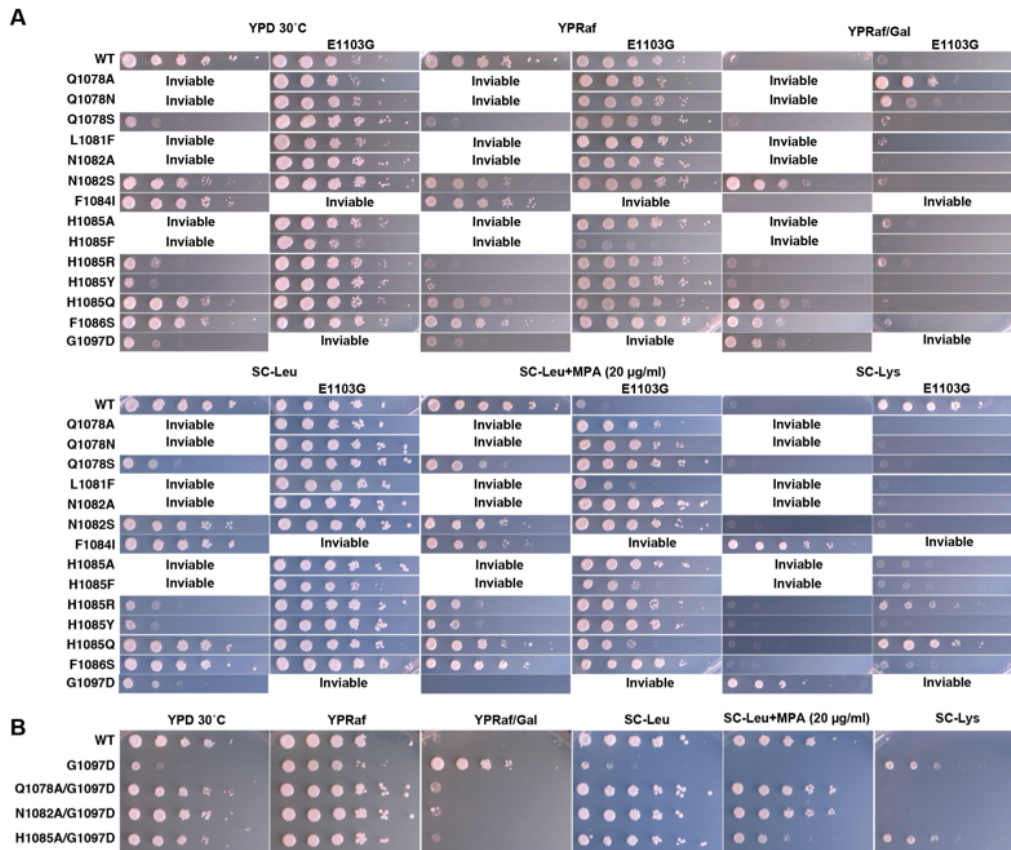 A
YPD 30˚C YPRaf YPRaf/Gal
E1103G E1103G E1103G
WT
Q1078A Inviable Inviable Inviable
Q1078N Inviable Inviable Inviable
Q1078S
L1081F Inviable Inviable Inviable
N1082A Inviable Inviable Inviable
N1082S
F1084I Inviable Inviable Inviable
H1085A Inviable Inviable Inviable
H1085F Inviable Inviable Inviable
H1085R
H1085Y
H1085Q
F1086S
G1097D Inviable Inviable Inviable
SC-Leu SC-Leu+MPA (20 µg/ml) SC-Lys
E1103G E1103G E1103G
WT
Q1078A Inviable Inviable Inviable
Q1078N Inviable Inviable Inviable
Q1078S
L1081F Inviable Inviable Inviable
N1082A Inviable Inviable Inviable
N1082S
F1084I Inviable Inviable Inviable
H1085A Inviable Inviable Inviable
H1085F Inviable Inviable Inviable
H1085R
H1085Y
H1085Q
F1086S
G1097D Inviable Inviable Inviable
B
YPD 30˚C YPRaf YPRaf/Gal SC-Leu SC-Leu+MPA (20 µg/ml) SC-Lys
WT
G1097D
Q1078A/G1097D
N1082A/G1097D
H1085A/G1097D